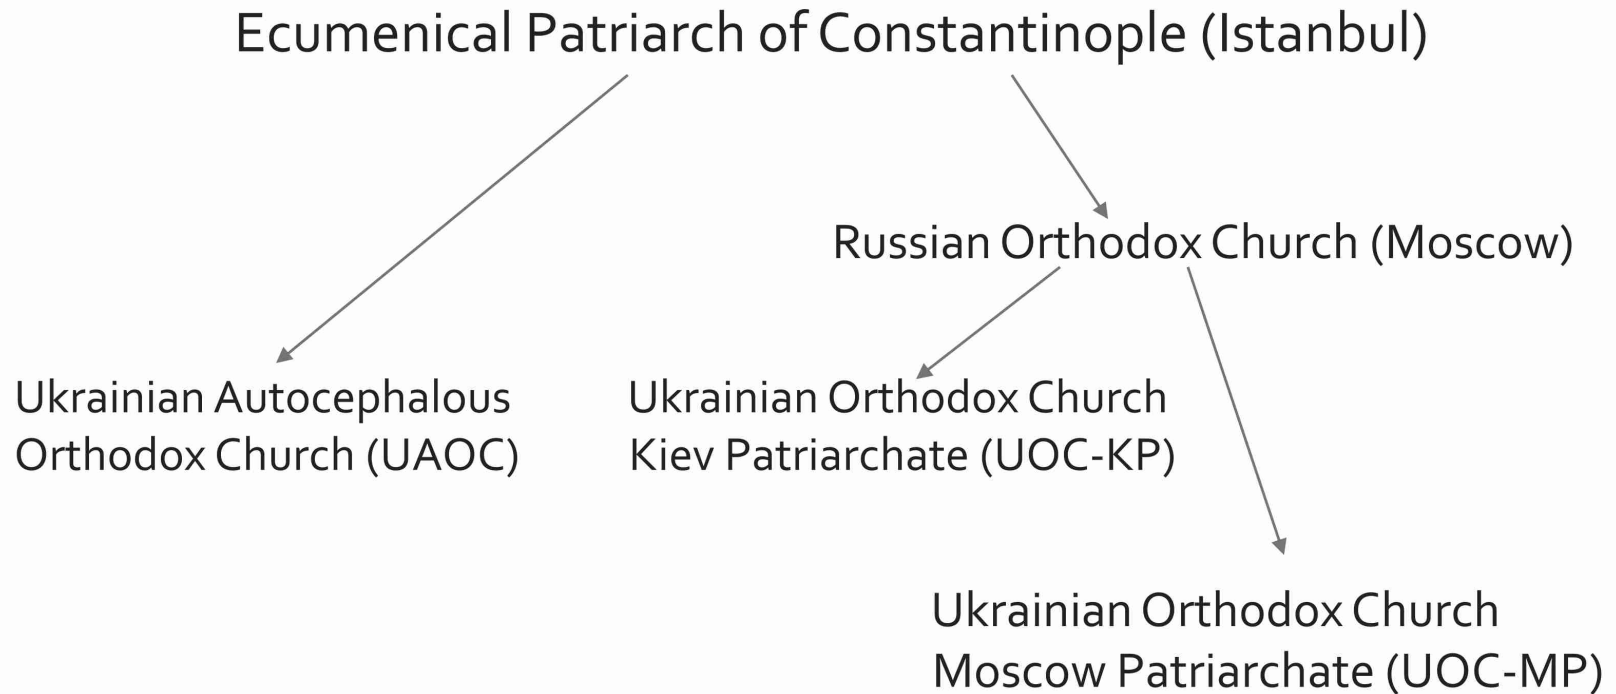 Ecumenical Patriarch of Constantinople (Istanbul)
Russian Orthodox Church (Moscow)
Ukrainian Autocephalous
Orthodox Church (UAOC)
Ukrainian Orthodox Church
Kiev Patriarchate (UOC-KP)
Ukrainian Orthodox Church
Moscow Patriarchate (UOC-MP)